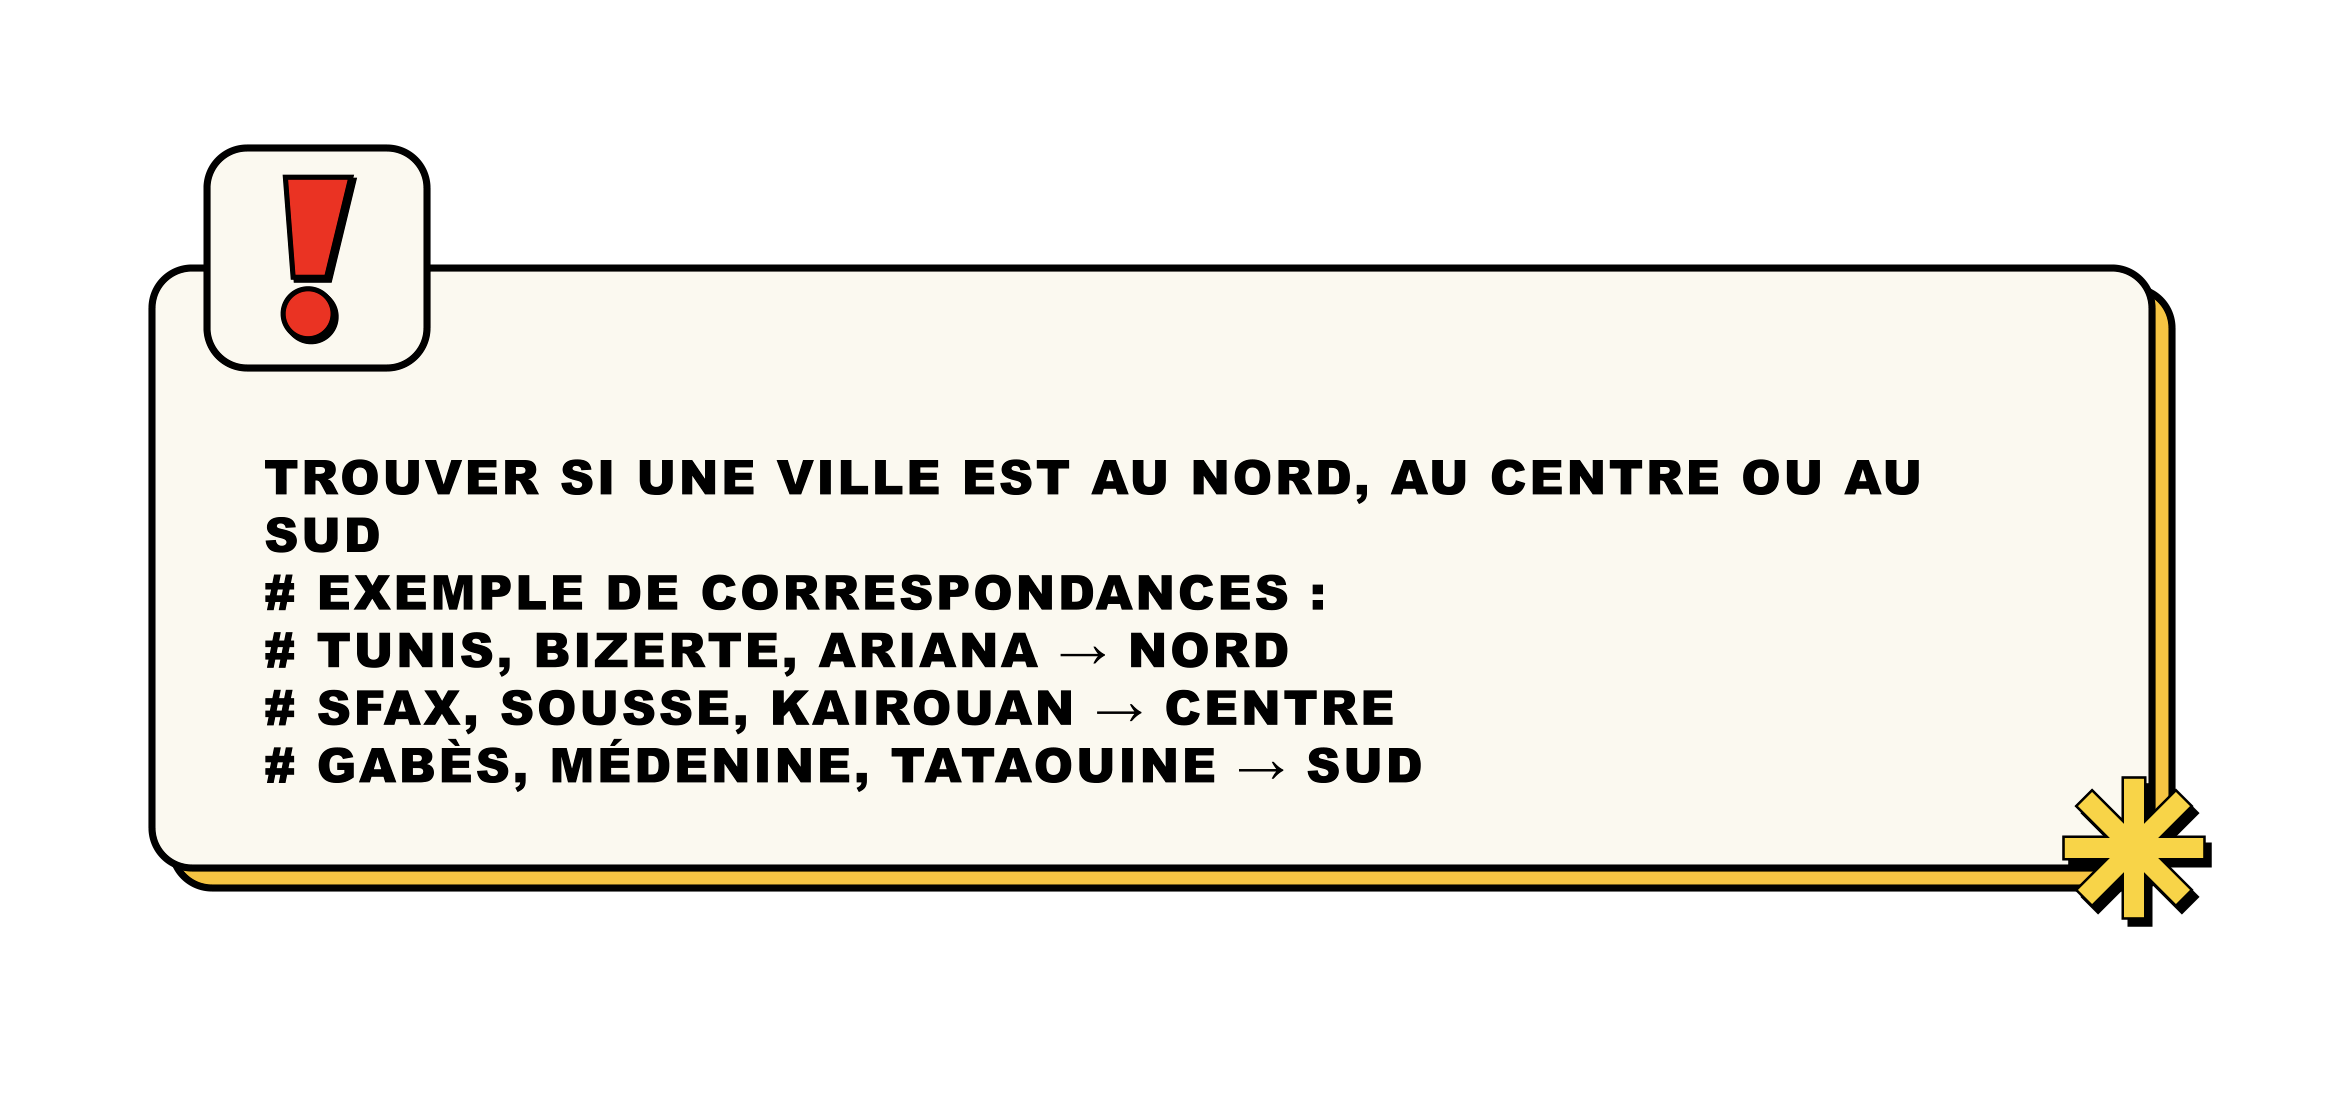 TROUVER SI UNE VILLE EST AU NORD, AU CENTRE OU AU
SUD
# EXEMPLE DE CORRESPONDANCES :
# TUNIS, BIZERTE, ARIANA → NORD
# SFAX, SOUSSE, KAIROUAN → CENTRE
# GABÈS, MÉDENINE, TATAOUINE → SUD